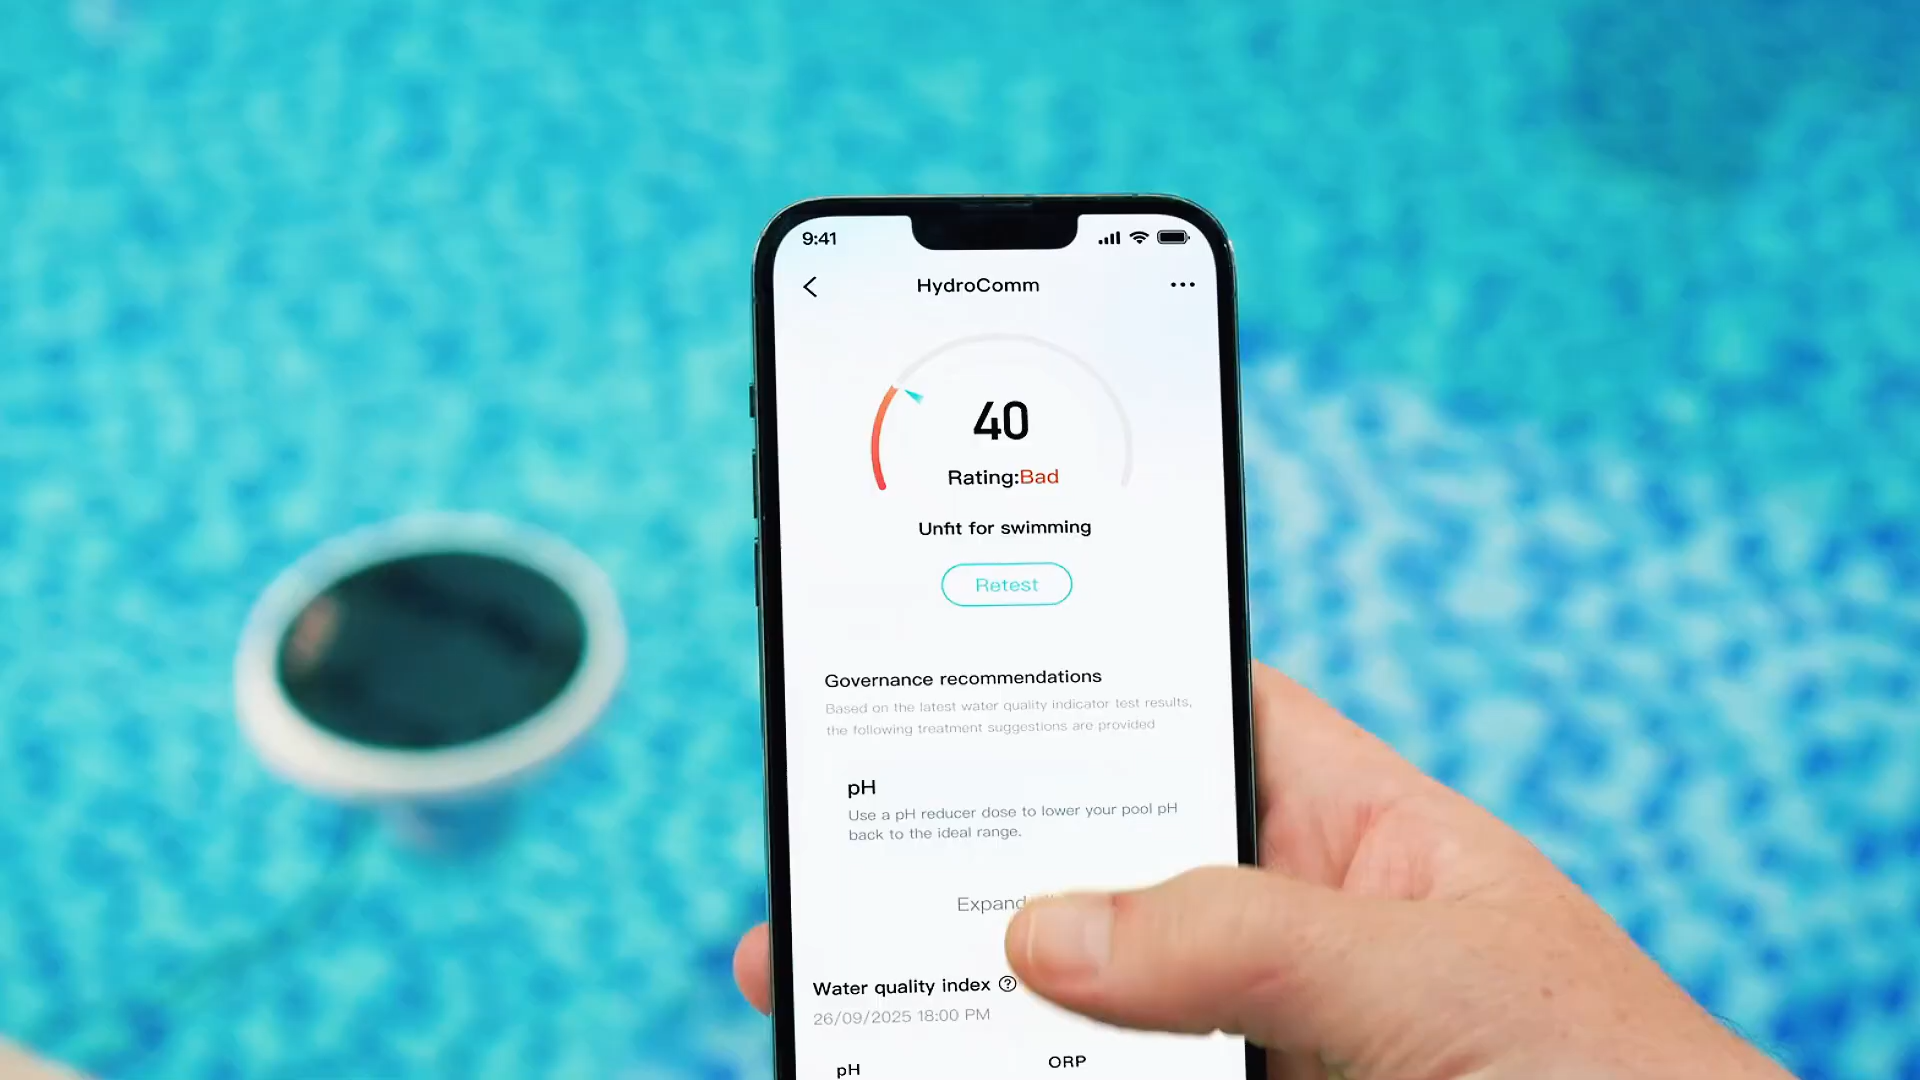 9:41
HydroComm
40
Rating:Bad
Unfit for swimming
Retest
Governance recommendations
Based on the latest water quality indicator test results,
the following treatment suggestions are provided
pH
Use a pH reducer dose to lower your pool pH
back to the ideal range.
Expand
Water quality index ?
26/09/2025 18:00 PM
pH
ORP